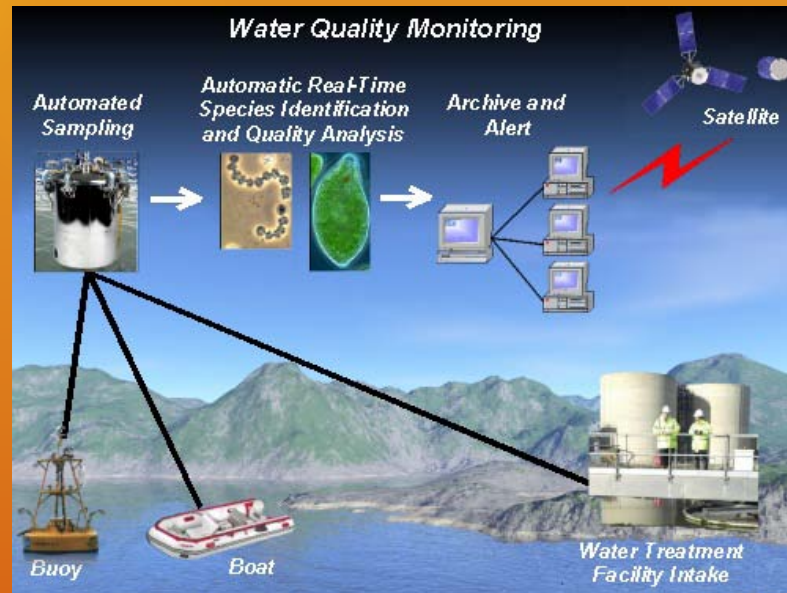 Water Quality Monitoring
Automated
Sampling
Automatic Real-Time
Species Identification
and Quality Analysis
Archive and
Alert
Satellite
Buoy
Boat
Water Treatment
Facility Intake